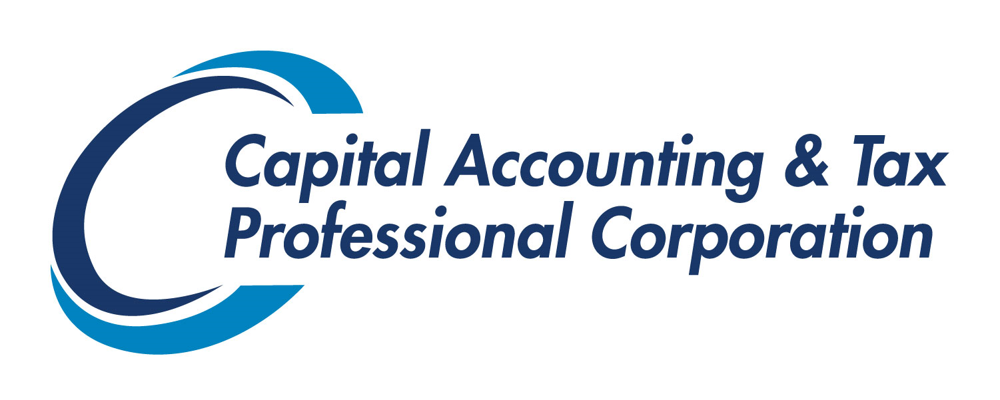 Capital Accounting & Tax
Professional Corporation